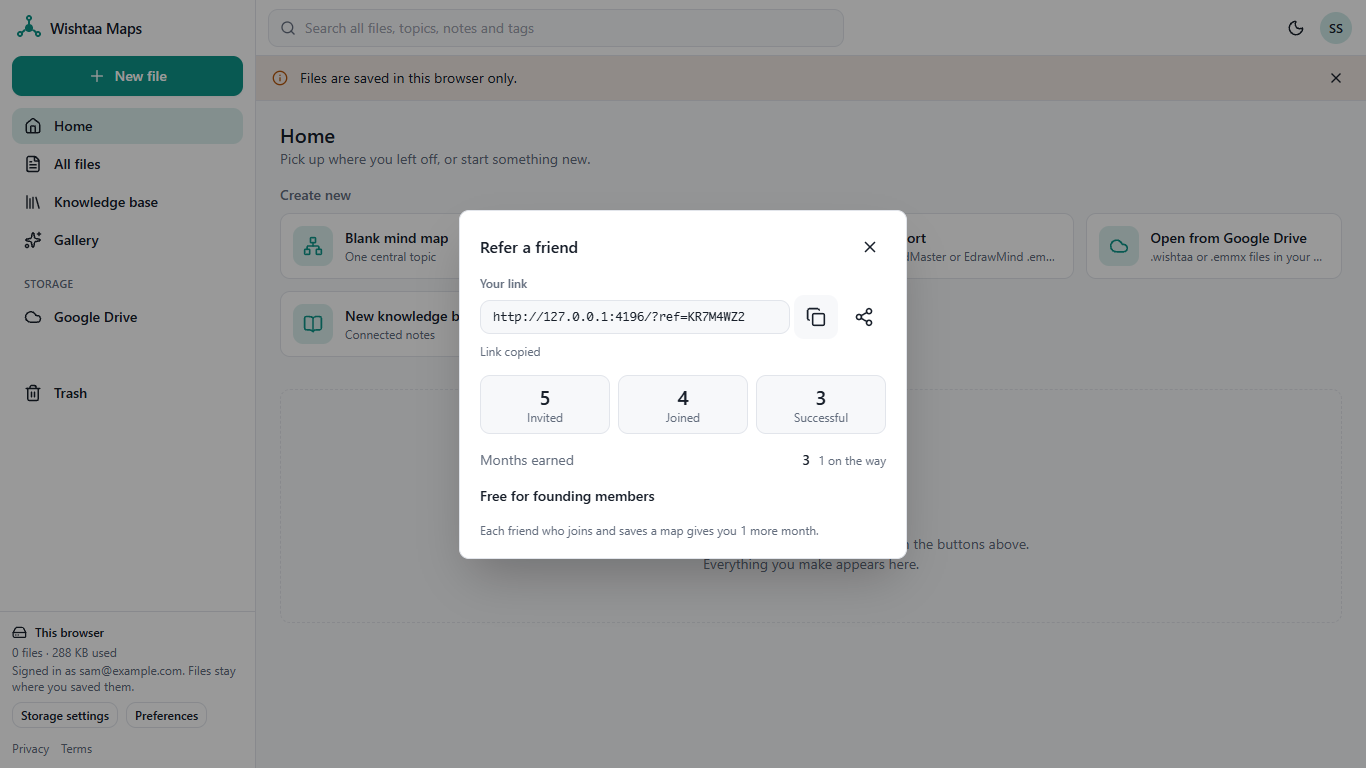 Wishtaa Maps
Search all files, topics, notes and tags
SS
New file
Files are saved in this browser only.
Home
All files
Knowledge base
Gallery
STORAGE
Google Drive
Trash
Home
Pick up where you left off, or start something new.
Create new
Blank mind map
One central topic
Open from Google Drive
.wishtaa or .emmx files in your ...
Connected notes
Refer a friend
Your link
http://127.0.0.1:4196/?ref=KR7M4WZ2
Link copied
5
Invited
4
Joined
3
Successful
Months earned
3 1 on the way
Free for founding members
Each friend who joins and saves a map gives you 1 more month.
the buttons above.
Everything you make appears here.
This browser
0 files · 288 KB used
Signed in as sam@example.com. Files stay
where you saved them.
Storage settings
Preferences
Privacy
Terms